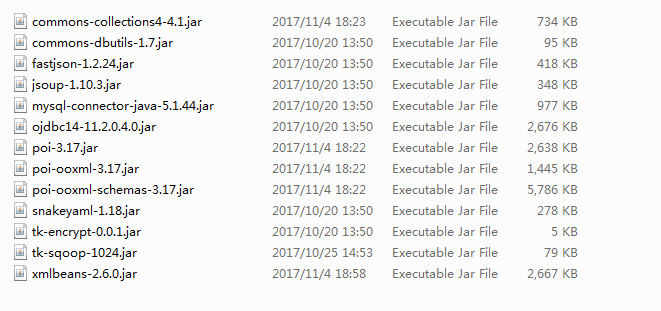 commons-collections4-4.1.jar 2017/11/4 18:23 Executable Jar File 734 KB
commons-dbutils-1.7.jar 2017/10/20 13:50 Executable Jar File 95 KB
fastjson-1.2.24.jar 2017/10/20 13:50 Executable Jar File 418 KB
jsoup-1.10.3.jar 2017/10/20 13:50 Executable Jar File 348 KB
mysql-connector-java-5.1.44.jar 2017/10/20 13:50 Executable Jar File 977 KB
ojdbc14-11.2.0.4.0.jar 2017/10/20 13:50 Executable Jar File 2,676 KB
poi-3.17.jar 2017/11/4 18:22 Executable Jar File 2,638 KB
poi-ooxml-3.17.jar 2017/11/4 18:22 Executable Jar File 1,445 KB
poi-ooxml-schemas-3.17.jar 2017/11/4 18:22 Executable Jar File 5,786 KB
snakeyaml-1.18.jar 2017/10/20 13:50 Executable Jar File 278 KB
tk-encrypt-0.0.1.jar 2017/10/20 13:50 Executable Jar File 5 KB
tk-sqoop-1024.jar 2017/10/25 14:53 Executable Jar File 79 KB
xmlbeans-2.6.0.jar 2017/11/4 18:58 Executable Jar File 2,667 KB